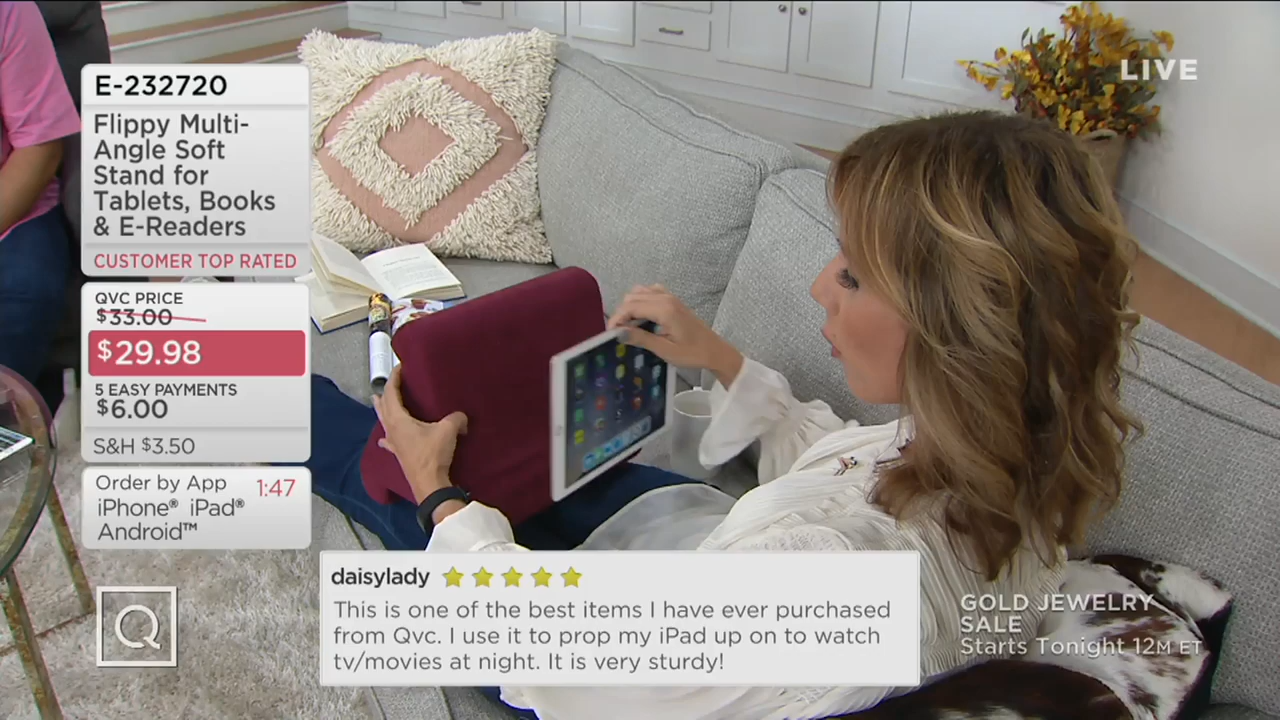 E-232720
Flippy Multi-
Angle Soft
Stand for
Tablets, Books
& E-Readers
CUSTOMER TOP RATED
QVC PRICE
$33.00
$29.98
5 EASY PAYMENTS
$6.00
S&H $3.50
Order by App 1:47
iPhone® iPad®
Android™
Q
LIVE
daisylady
This is one of the best items I have ever purchased
from Qvc. I use it to prop my iPad up on to watch
tv/movies at night. It is very sturdy!
GOLD JEWELRY
SALE
Starts Tonight 12M ET